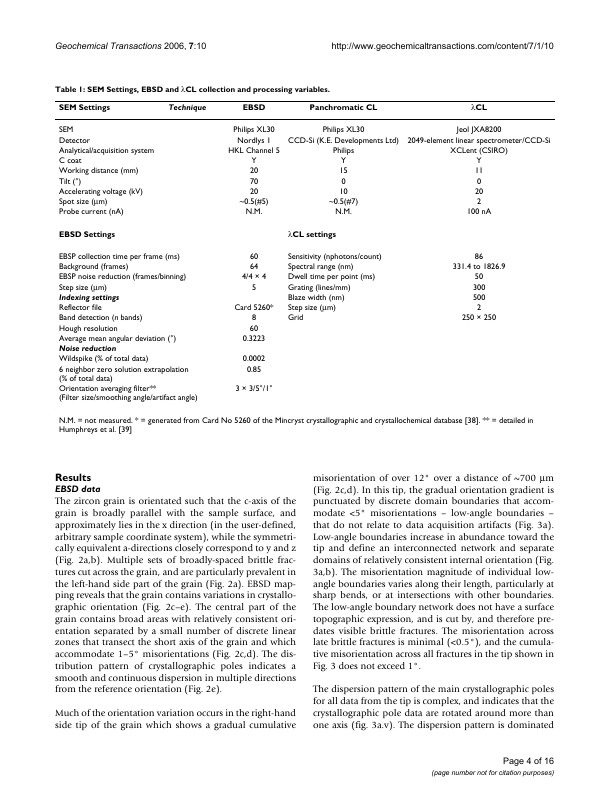 Geochemical Transactions 2006, 7:10 http://www.geochemicaltransactions.com/content/7/1/10
Table 1: SEM Settings, EBSD and λCL collection and processing variables.
SEM Settings Technique EBSD Panchromatic CL λCL
SEM Philips XL30 Philips XL30 Jeol JXA8200
Detector Nordlys 1 CCD-Si (K.E. Developments Ltd) 2049-element linear spectrometer/CCD-Si
Analytical/acquisition system HKL Channel 5 Philips XCLent (CSIRO)
C coat Y Y Y
Working distance (mm) 20 15 11
Tilt (°) 70 0 0
Accelerating voltage (kV) 20 10 20
Spot size (μm) ~0.5(#5) ~0.5(#7) 2
Probe current (nA) N.M. N.M. 100 nA
EBSD Settings λCL settings
EBSP collection time per frame (ms) 60 Sensitivity (nphotons/count) 86
Background (frames) 64 Spectral range (nm) 331.4 to 1826.9
EBSP noise reduction (frames/binning) 4/4 × 4 Dwell time per point (ms) 50
Step size (μm) 5 Grating (lines/mm) 300
Indexing settings Blaze width (nm) 500
Reflector file Card 5260* Step size (μm) 2
Band detection (n bands) 8 Grid 250 × 250
Hough resolution 60
Average mean angular deviation (°) 0.3223
Noise reduction
Wildspike (% of total data) 0.0002
6 neighbor zero solution extrapolation 0.85
(% of total data)
Orientation averaging filter** 3 × 3/5°/1°
(Filter size/smoothing angle/artifact angle)
N.M. = not measured. * = generated from Card No 5260 of the Mincryst crystallographic and crystallochemical database [38]. ** = detailed in
Humphreys et al. [39]
Results
EBSD data
The zircon grain is orientated such that the c-axis of the
grain is broadly parallel with the sample surface, and
approximately lies in the x direction (in the user-defined,
arbitrary sample coordinate system), while the symmetri-
cally equivalent a-directions closely correspond to y and z
(Fig. 2a,b). Multiple sets of broadly-spaced brittle frac-
tures cut across the grain, and are particularly prevalent in
the left-hand side part of the grain (Fig. 2a). EBSD map-
ping reveals that the grain contains variations in crystallo-
graphic orientation (Fig. 2c–e). The central part of the
grain contains broad areas with relatively consistent ori-
entation separated by a small number of discrete linear
zones that transect the short axis of the grain and which
accommodate 1–5° misorientations (Fig. 2c,d). The dis-
tribution pattern of crystallographic poles indicates a
smooth and continuous dispersion in multiple directions
from the reference orientation (Fig. 2e).
Much of the orientation variation occurs in the right-hand
side tip of the grain which shows a gradual cumulative
misorientation of over 12° over a distance of ~700 μm
(Fig. 2c,d). In this tip, the gradual orientation gradient is
punctuated by discrete domain boundaries that accom-
modate <5° misorientations – low-angle boundaries –
that do not relate to data acquisition artifacts (Fig. 3a).
Low-angle boundaries increase in abundance toward the
tip and define an interconnected network and separate
domains of relatively consistent internal orientation (Fig.
3a,b). The misorientation magnitude of individual low-
angle boundaries varies along their length, particularly at
sharp bends, or at intersections with other boundaries.
The low-angle boundary network does not have a surface
topographic expression, and is cut by, and therefore pre-
dates visible brittle fractures. The misorientation across
late brittle fractures is minimal (<0.5°), and the cumula-
tive misorientation across all fractures in the tip shown in
Fig. 3 does not exceed 1°.
The dispersion pattern of the main crystallographic poles
for all data from the tip is complex, and indicates that the
crystallographic pole data are rotated around more than
one axis (fig. 3a.v). The dispersion pattern is dominated
Page 4 of 16
(page number not for citation purposes)